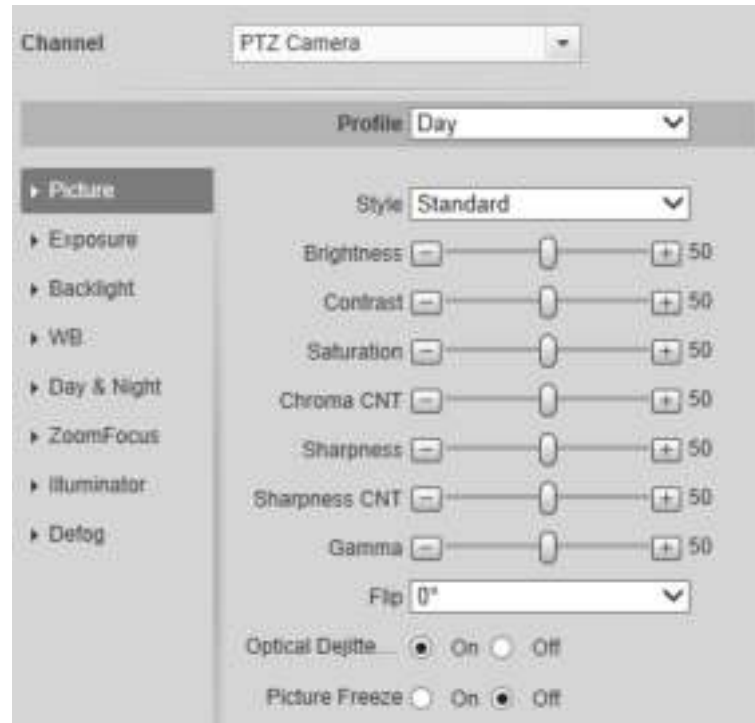 Channel PTZ Camera
Profile Day
Picture
Exposure
Backlight
WB
Day & Night
ZoomFocus
Illuminator
Defog
Style Standard
Brightness 50
Contrast 50
Saturation 50
Chroma CNT 50
Sharpness 50
Sharpness CNT 50
Gamma 50
Flip 0°
Optical Dejitte... On Off
Picture Freeze On Off